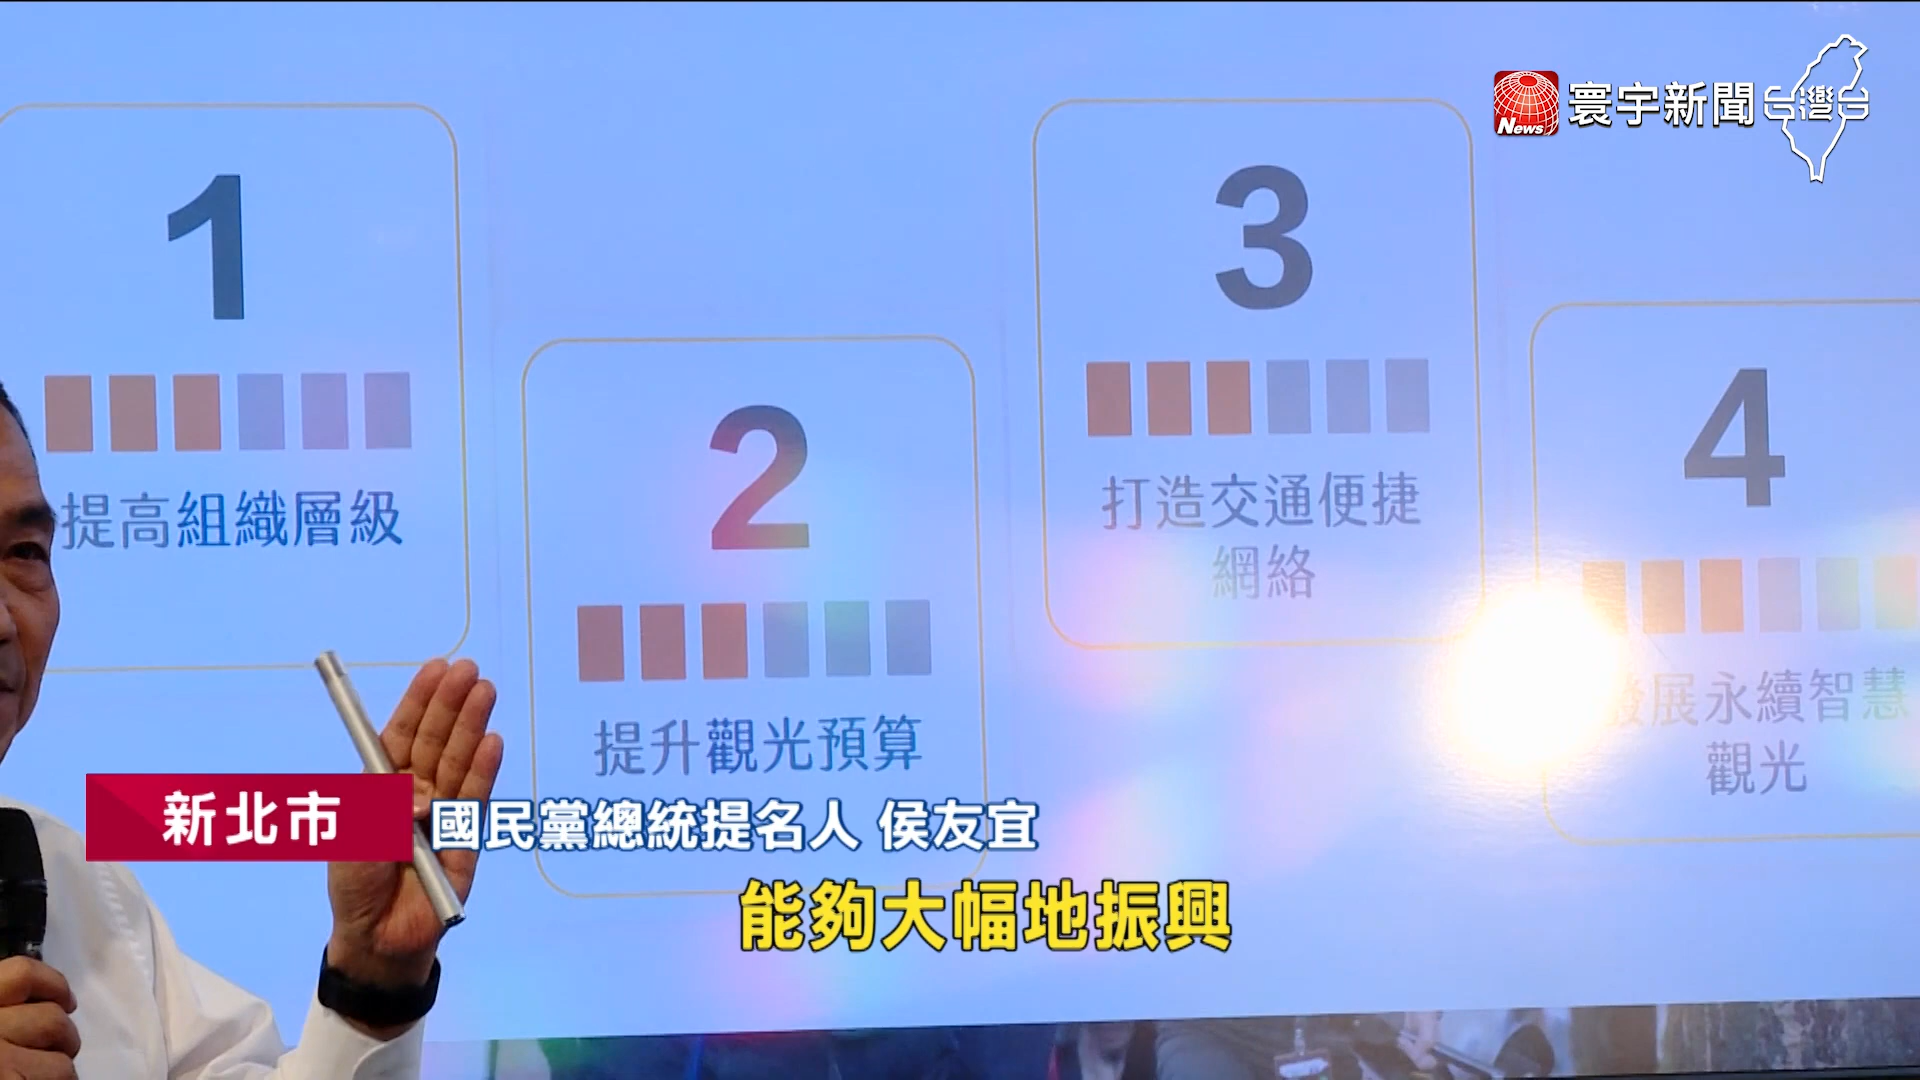 News
寰宇新聞台灣台
1
提高組織層級
2
提升觀光預算
3
打造交通便捷
網絡
4
發展永續智慧
觀光
新北市
國民黨總統提名人 侯友宜
能夠大幅地振興